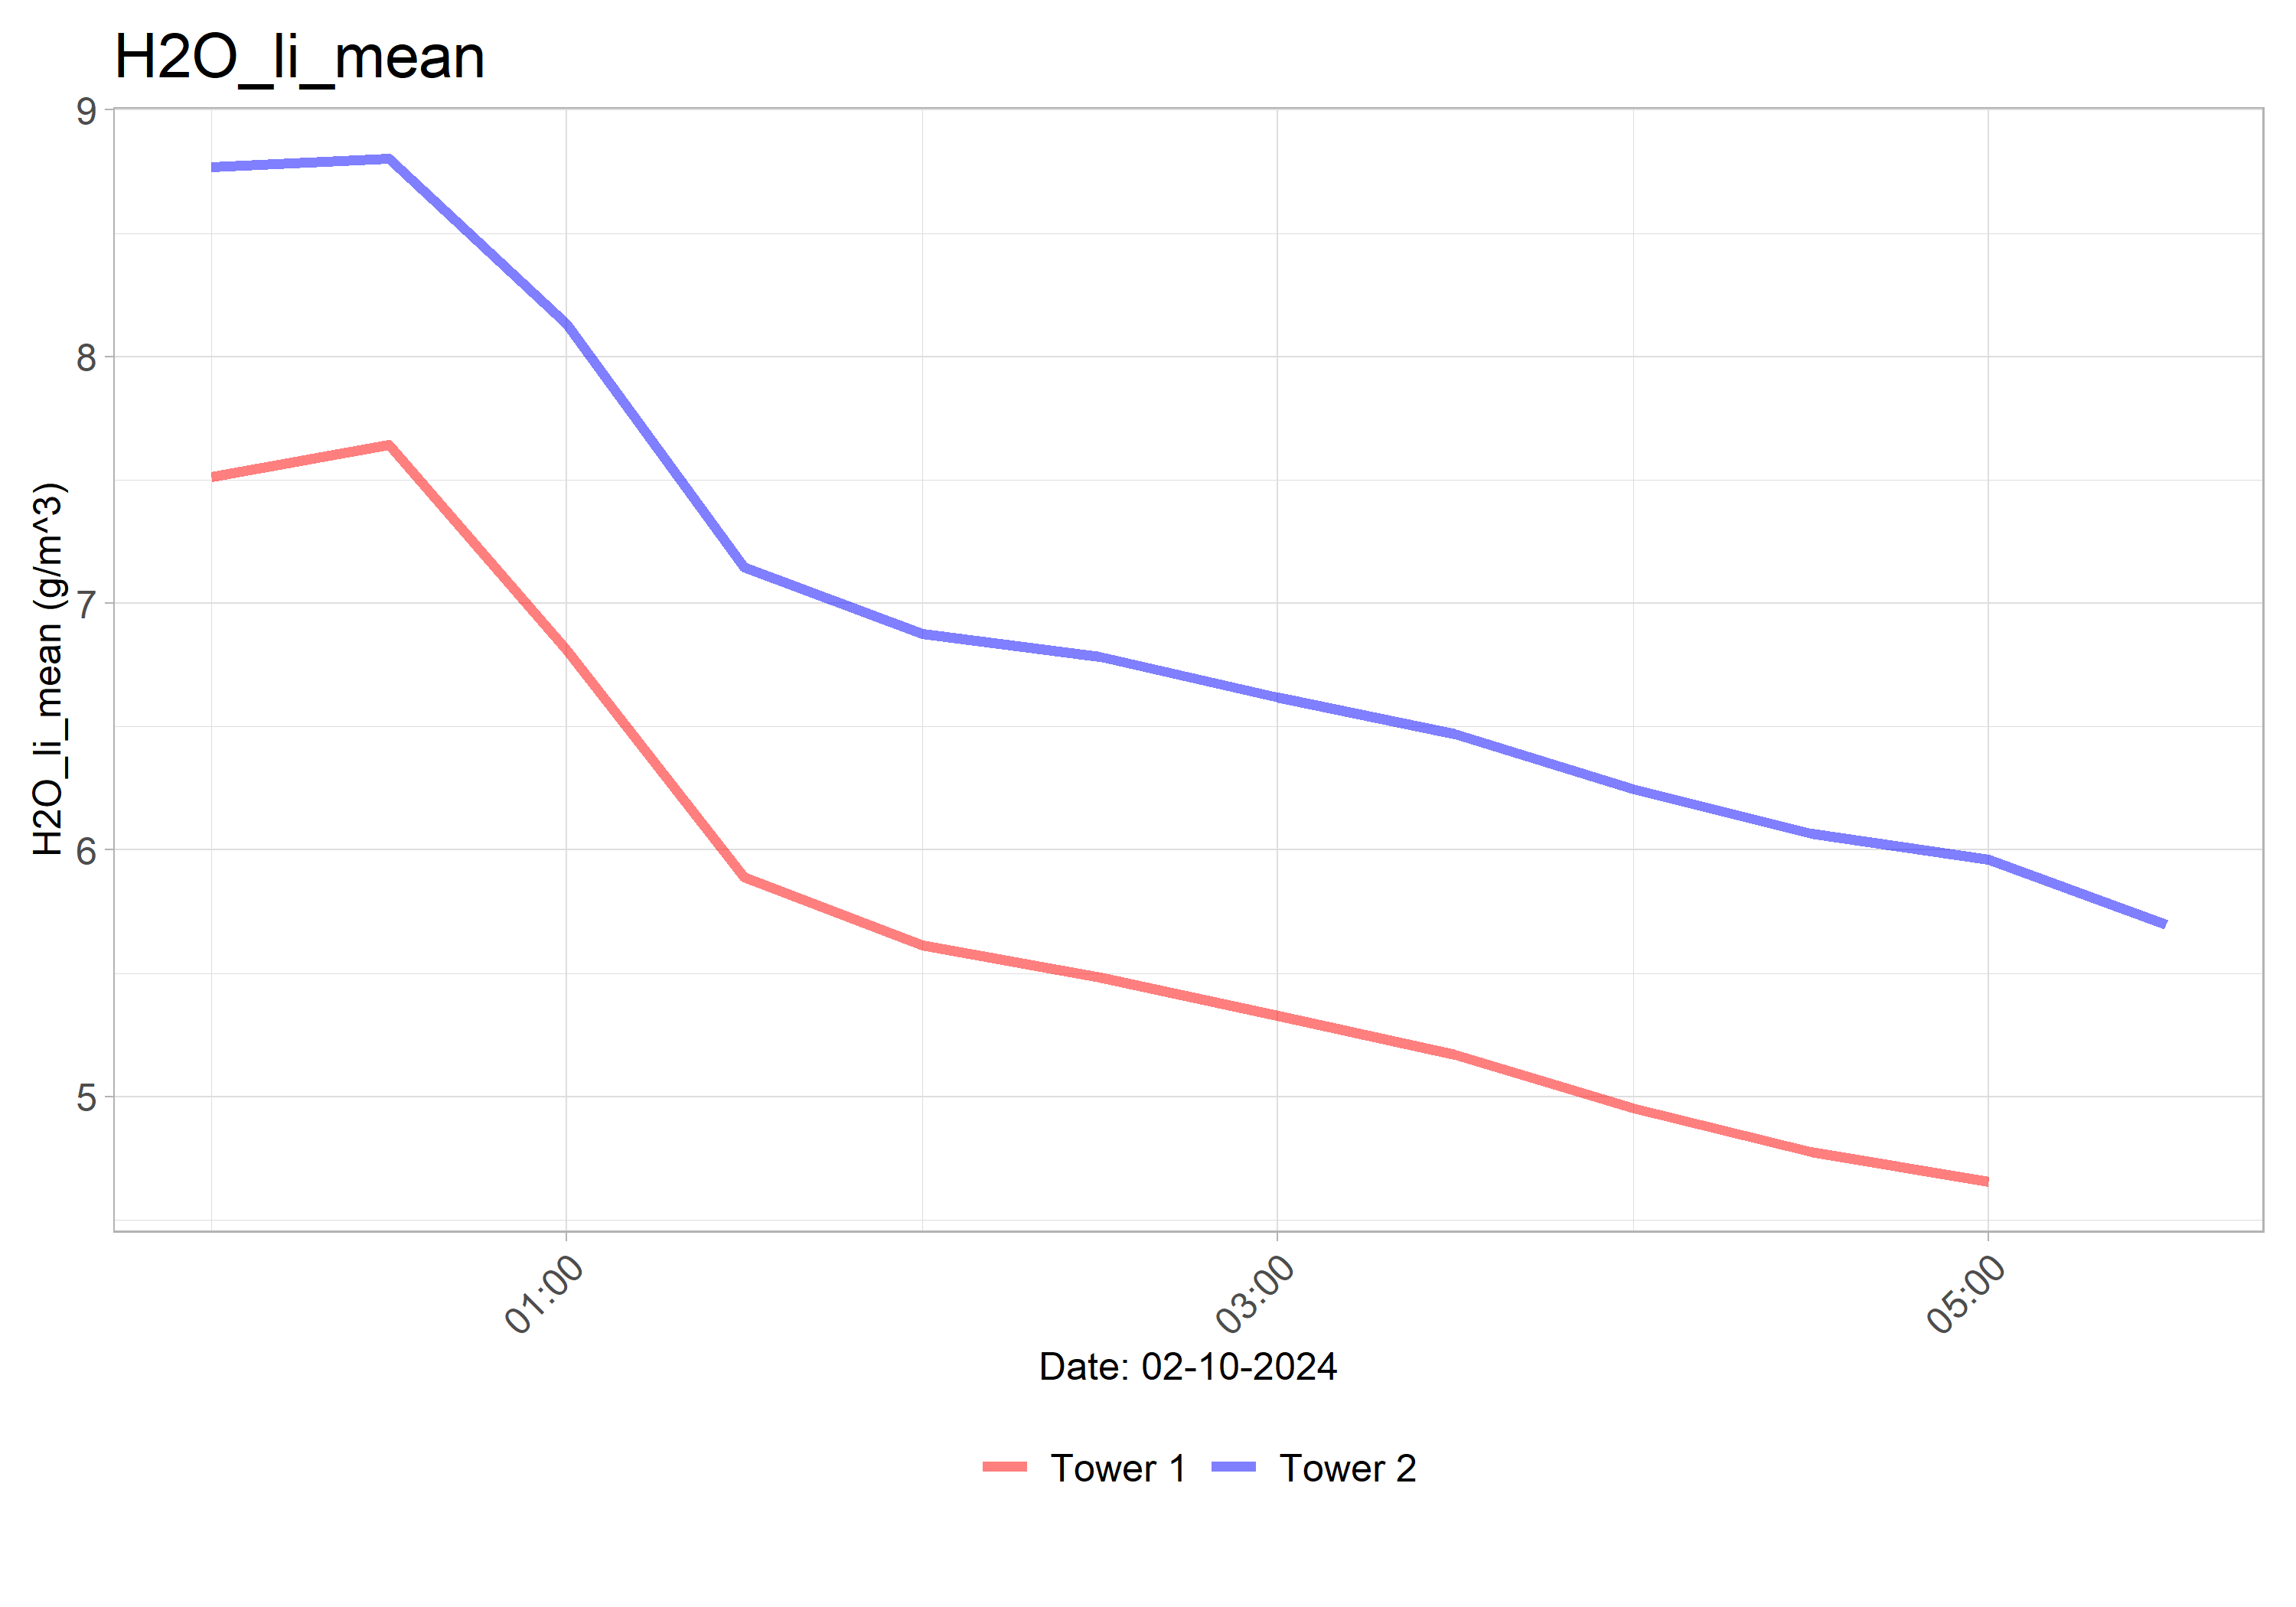 H2O_li_mean
H2O_li_mean (g/m^3)
9
8
7
6
5
01:00 03:00 05:00
Date: 02-10-2024
Tower 1 Tower 2